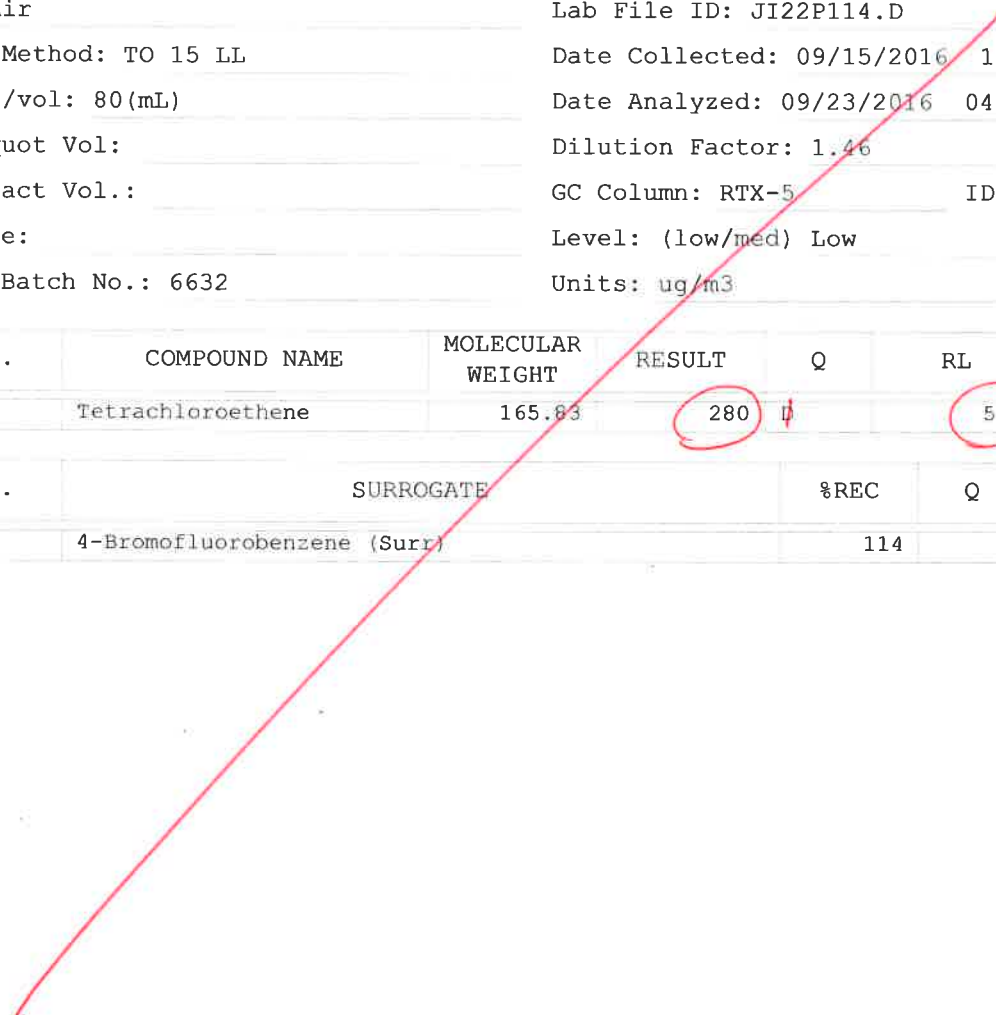 Lab File ID: JI22P114.D
Method: TO 15 LL
Date Collected: 09/15/2016 1
/vol: 80(mL)
Date Analyzed: 09/23/2016 04
uot Vol:
Dilution Factor: 1.46
act Vol.:
GC Column: RTX-5 ID
e:
Level: (low/med) Low
Batch No.: 6632
Units: ug/m3
. COMPOUND NAME MOLECULAR WEIGHT RESULT Q RL
Tetrachloroethene 165.83 280 D 5
. SURROGATE %REC Q
4-Bromofluorobenzene (Surr) 114